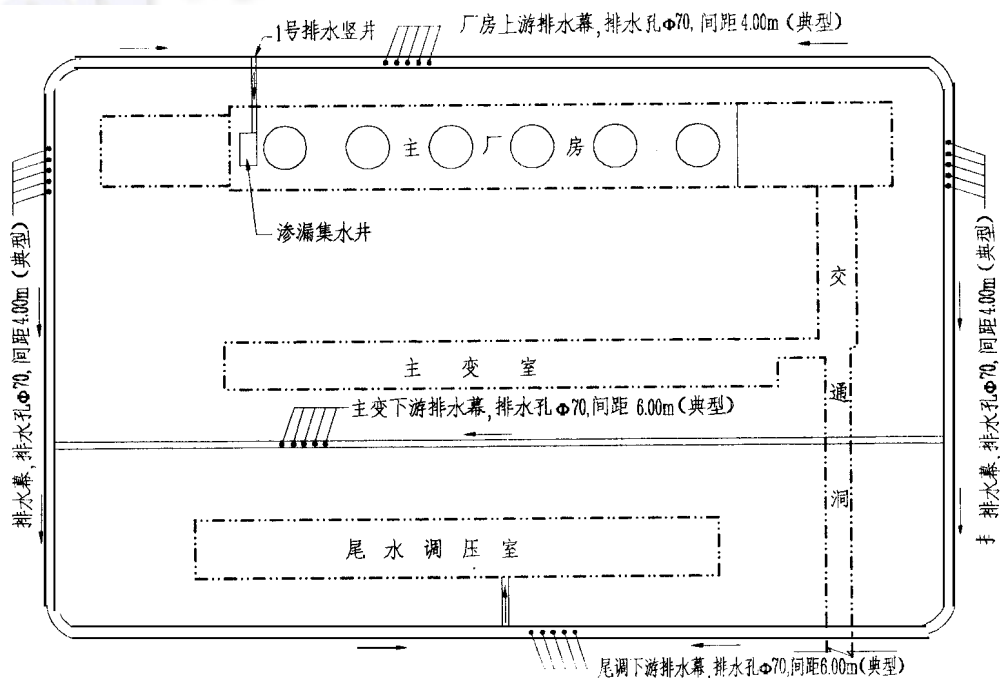 1号排水竖井
厂房上游排水幕,排水孔Φ70,间距4.00m(典型)
主厂房
渗漏集水井
排水幕,排水孔Φ70,间距4.00m(典型)
排水幕,排水孔Φ70,间距4.00m(典型)
交通洞
主变室
主变下游排水幕,排水孔Φ70,间距6.00m(典型)
尾水调压室
尾调下游排水幕,排水孔Φ70,间距6.00m(典型)